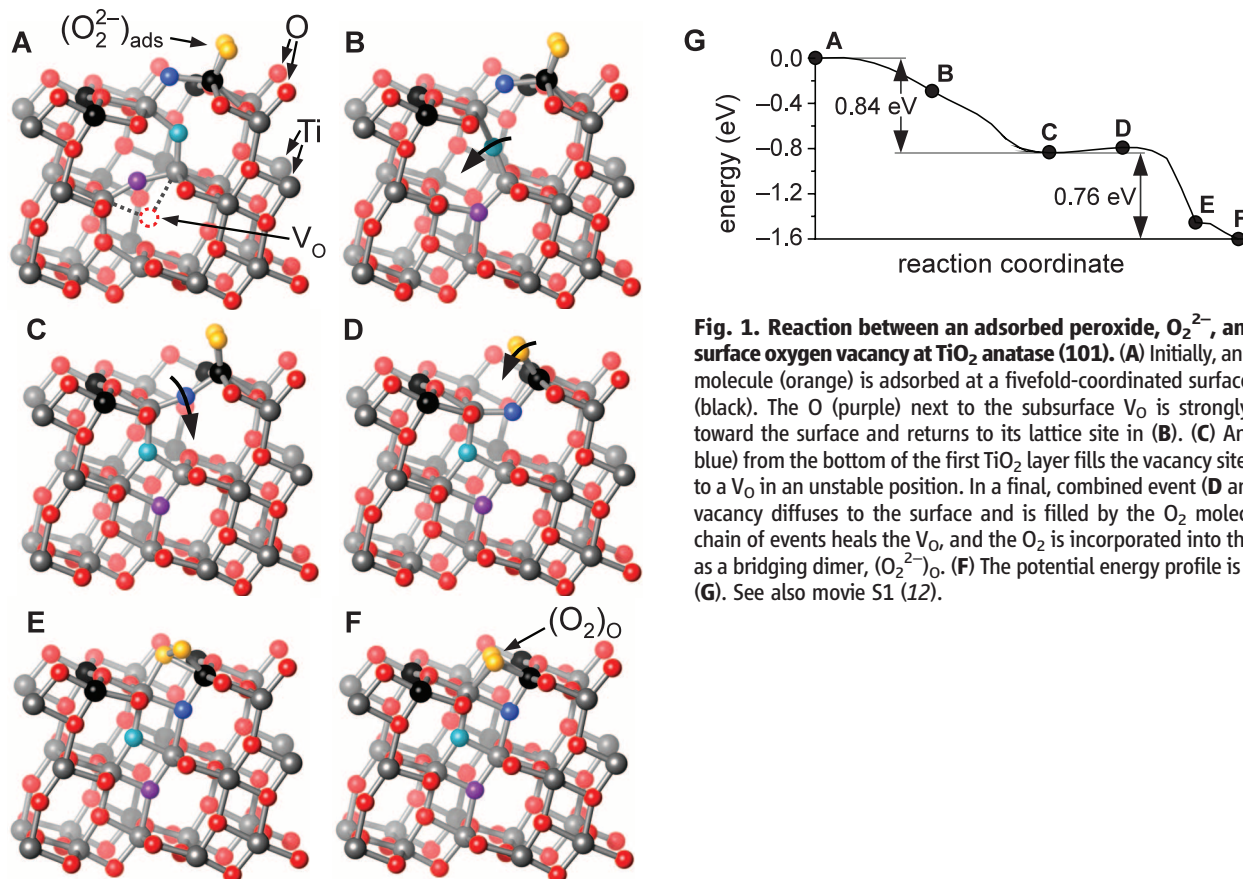 A
(O₂²⁻)ads
O
Ti
V_O
B
C
D
E
F
(O₂)_O
G
energy (eV)
0.0
−0.4
−0.8
−1.2
−1.6
A
B
C
D
E
F
0.84 eV
0.76 eV
reaction coordinate
Fig. 1. Reaction between an adsorbed peroxide, O₂²⁻, an
surface oxygen vacancy at TiO₂ anatase (101). (A) Initially, an
molecule (orange) is adsorbed at a fivefold-coordinated surface
(black). The O (purple) next to the subsurface V_O is strongly
toward the surface and returns to its lattice site in (B). (C) An
blue) from the bottom of the first TiO₂ layer fills the vacancy site
to a V_O in an unstable position. In a final, combined event (D an
vacancy diffuses to the surface and is filled by the O₂ molec
chain of events heals the V_O, and the O₂ is incorporated into th
as a bridging dimer, (O₂²⁻)_O. (F) The potential energy profile is
(G). See also movie S1 (12).